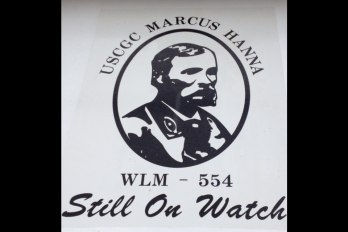 USCGC MARCUS HANNA
WLM - 554
Still On Watch